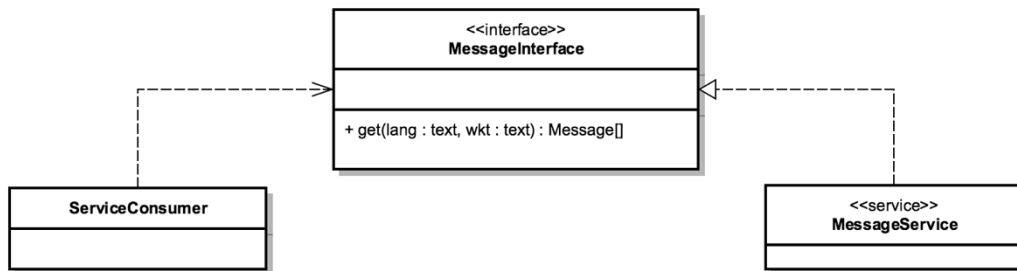 <<interface>>
MessageInterface
+ get(lang : text, wkt : text) : Message[]
ServiceConsumer
<<service>>
MessageService